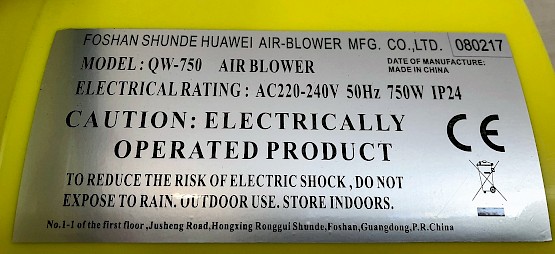 FOSHAN SHUNDE HUAWEI AIR-BLOWER MFG. CO.,LTD. 080217
MODEL: QW-750 AIR BLOWER
DATE OF MANUFACTURE:
MADE IN CHINA
ELECTRICAL RATING: AC220-240V 50Hz 750W IP24
CAUTION: ELECTRICALLY
OPERATED PRODUCT
CE
TO REDUCE THE RISK OF ELECTRIC SHOCK, DO NOT
EXPOSE TO RAIN. OUTDOOR USE. STORE INDOORS.
No.1-1 of the first floor ,Jusheng Road,Hongxing Rongguui Shunde,Foshan,Guangdong,P.R.China